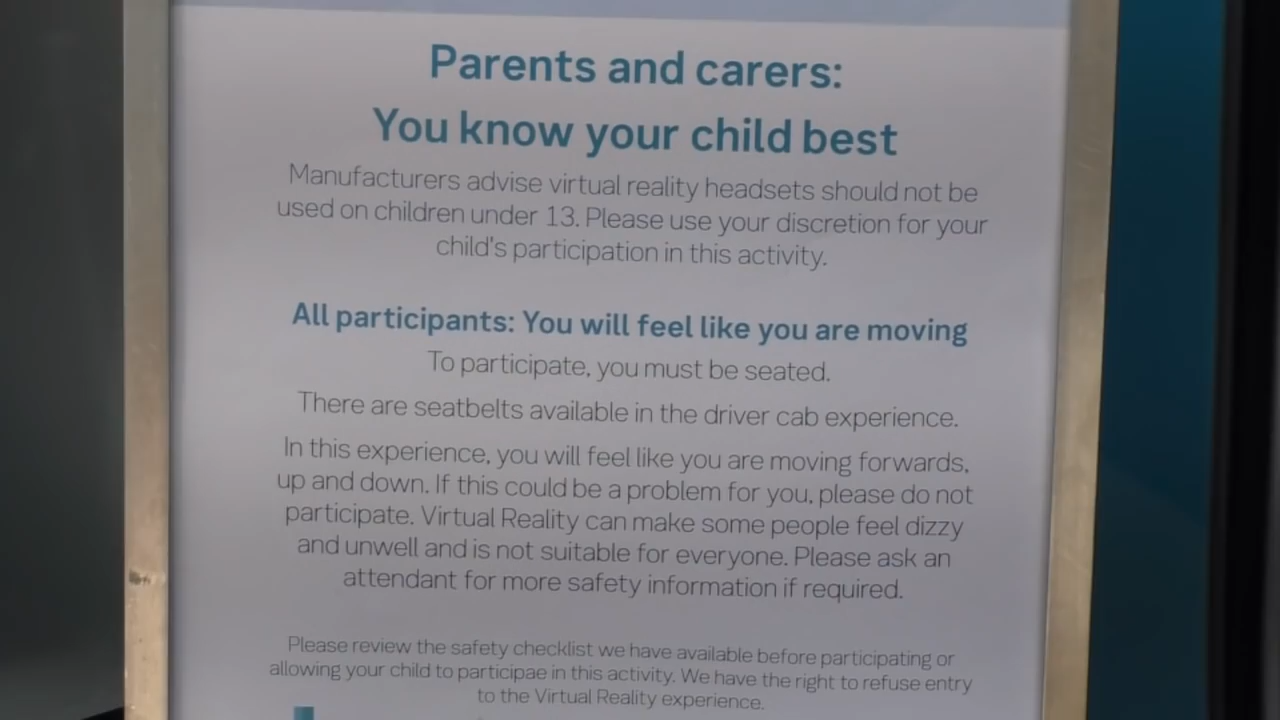 Parents and carers:
You know your child best
Manufacturers advise virtual reality headsets should not be
used on children under 13. Please use your discretion for your
child's participation in this activity.
All participants: You will feel like you are moving
To participate, you must be seated.
There are seatbelts available in the driver cab experience.
In this experience, you will feel like you are moving forwards,
up and down. If this could be a problem for you, please do not
participate. Virtual Reality can make some people feel dizzy
and unwell and is not suitable for everyone. Please ask an
attendant for more safety information if required.
Please review the safety checklist we have available before participating or
allowing your child to participae in this activity. We have the right to refuse entry
to the Virtual Reality experience.